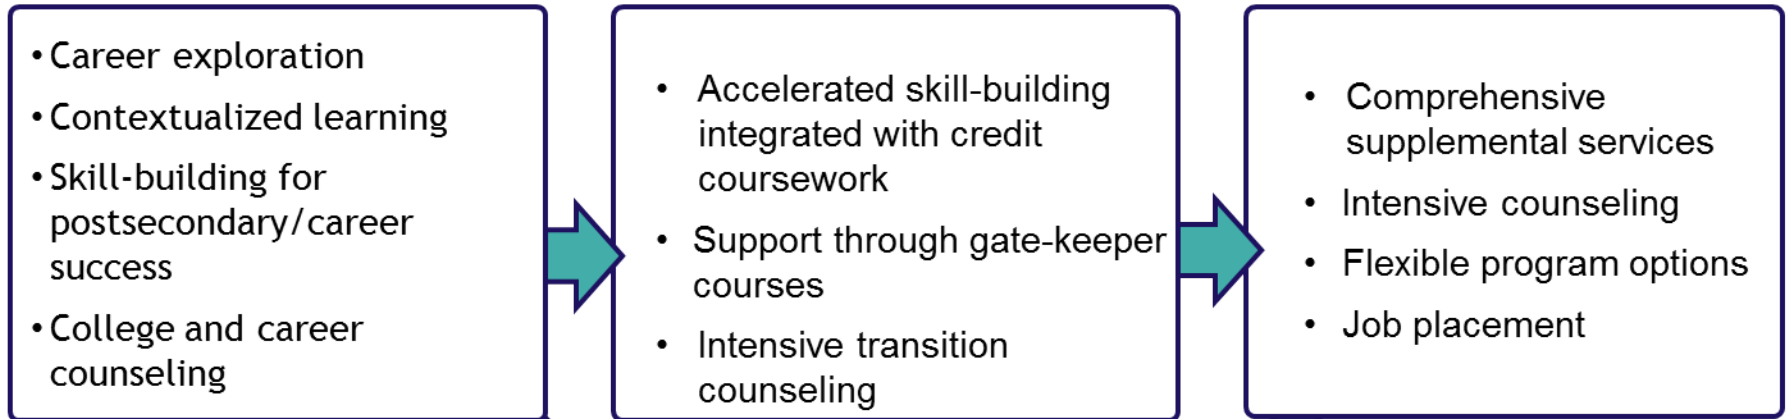 • Career exploration
• Contextualized learning
• Skill-building for
postsecondary/career
success
• College and career
counseling
• Accelerated skill-building
integrated with credit
coursework
• Support through gate-keeper
courses
• Intensive transition
counseling
• Comprehensive
supplemental services
• Intensive counseling
• Flexible program options
• Job placement